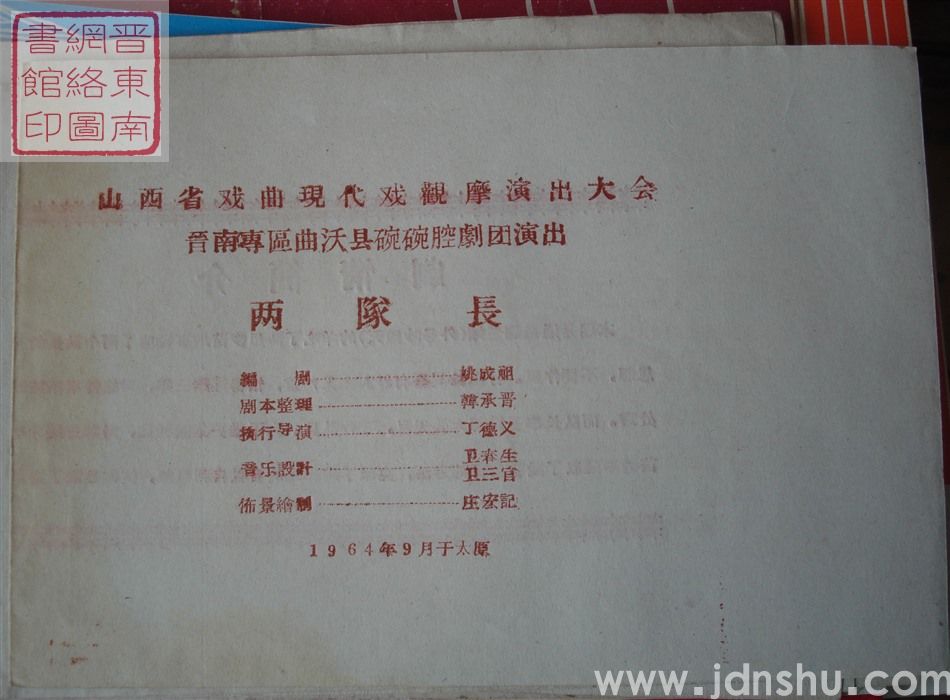 晋東南
網絡圖
書館印
山西省戏曲現代戏觀摩演出大会
晋南專區曲沃县碗碗腔劇团演出
两隊長
編劇 姚成祖
劇本整理 韓承晋
执行导演 丁德义
音乐設計 卫春生
卫三官
佈景繪制 庄宏記
1964年9月于太原
www.jdnshu.com